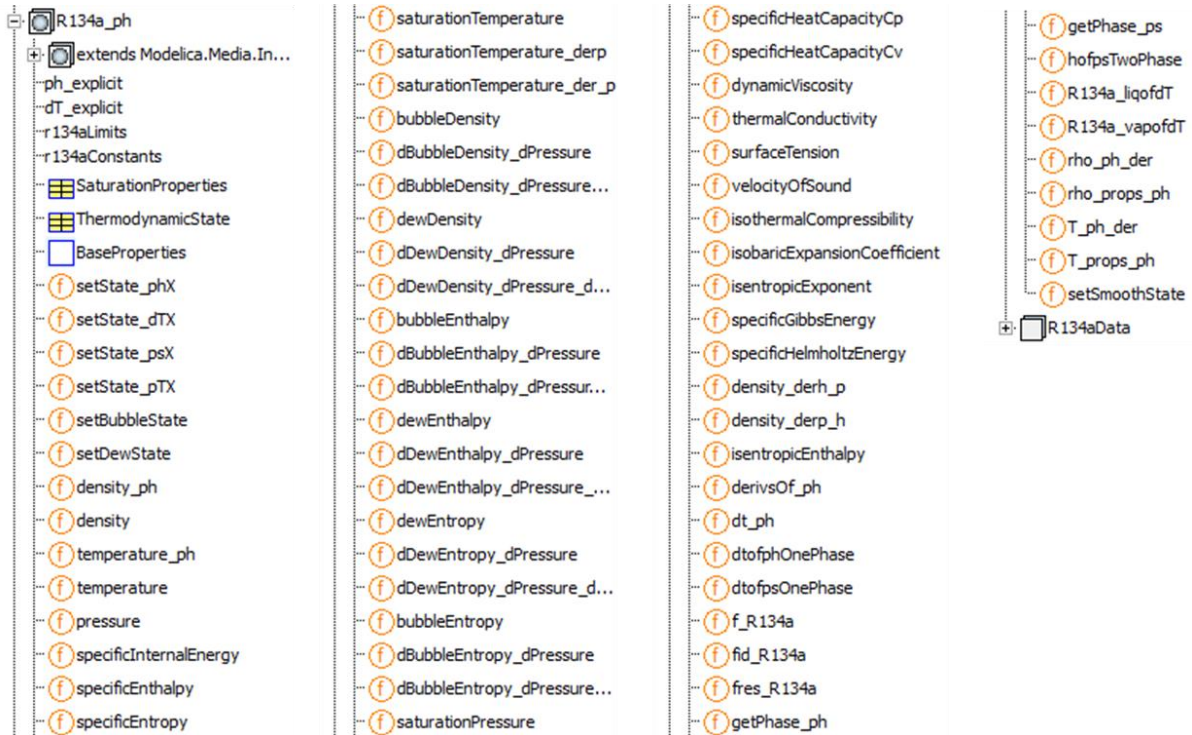 R134a_ph
extends Modelica.Media.In...
ph_explicit
dT_explicit
r134aLimits
r134aConstants
SaturationProperties
ThermodynamicState
BaseProperties
f setState_phX
f setState_dTX
f setState_psX
f setState_pTX
f setBubbleState
f setDewState
f density_ph
f density
f temperature_ph
f temperature
f pressure
f specificInternalEnergy
f specificEnthalpy
f specificEntropy
f saturationTemperature
f saturationTemperature_derp
f saturationTemperature_der_p
f bubbleDensity
f dBubbleDensity_dPressure
f dBubbleDensity_dPressure...
f dewDensity
f dDewDensity_dPressure
f dDewDensity_dPressure_d...
f bubbleEnthalpy
f dBubbleEnthalpy_dPressure
f dBubbleEnthalpy_dPressur...
f dewEnthalpy
f dDewEnthalpy_dPressure
f dDewEnthalpy_dPressure_...
f dewEntropy
f dDewEntropy_dPressure
f dDewEntropy_dPressure_d...
f bubbleEntropy
f dBubbleEntropy_dPressure
f dBubbleEntropy_dPressure...
f saturationPressure
f specificHeatCapacityCp
f specificHeatCapacityCv
f dynamicViscosity
f thermalConductivity
f surfaceTension
f velocityOfSound
f isothermalCompressibility
f isobaricExpansionCoefficient
f isentropicExponent
f specificGibbsEnergy
f specificHelmholtzEnergy
f density_derh_p
f density_derp_h
f isentropicEnthalpy
f derivsOf_ph
f dt_ph
f dtofphOnePhase
f dtofpsOnePhase
f f_R134a
f fid_R134a
f fres_R134a
f getPhase_ph
f getPhase_ps
f hofpsTwoPhase
f R134a_liqofdT
f R134a_vapofdT
f rho_ph_der
f rho_props_ph
f T_ph_der
f T_props_ph
f setSmoothState
R134aData